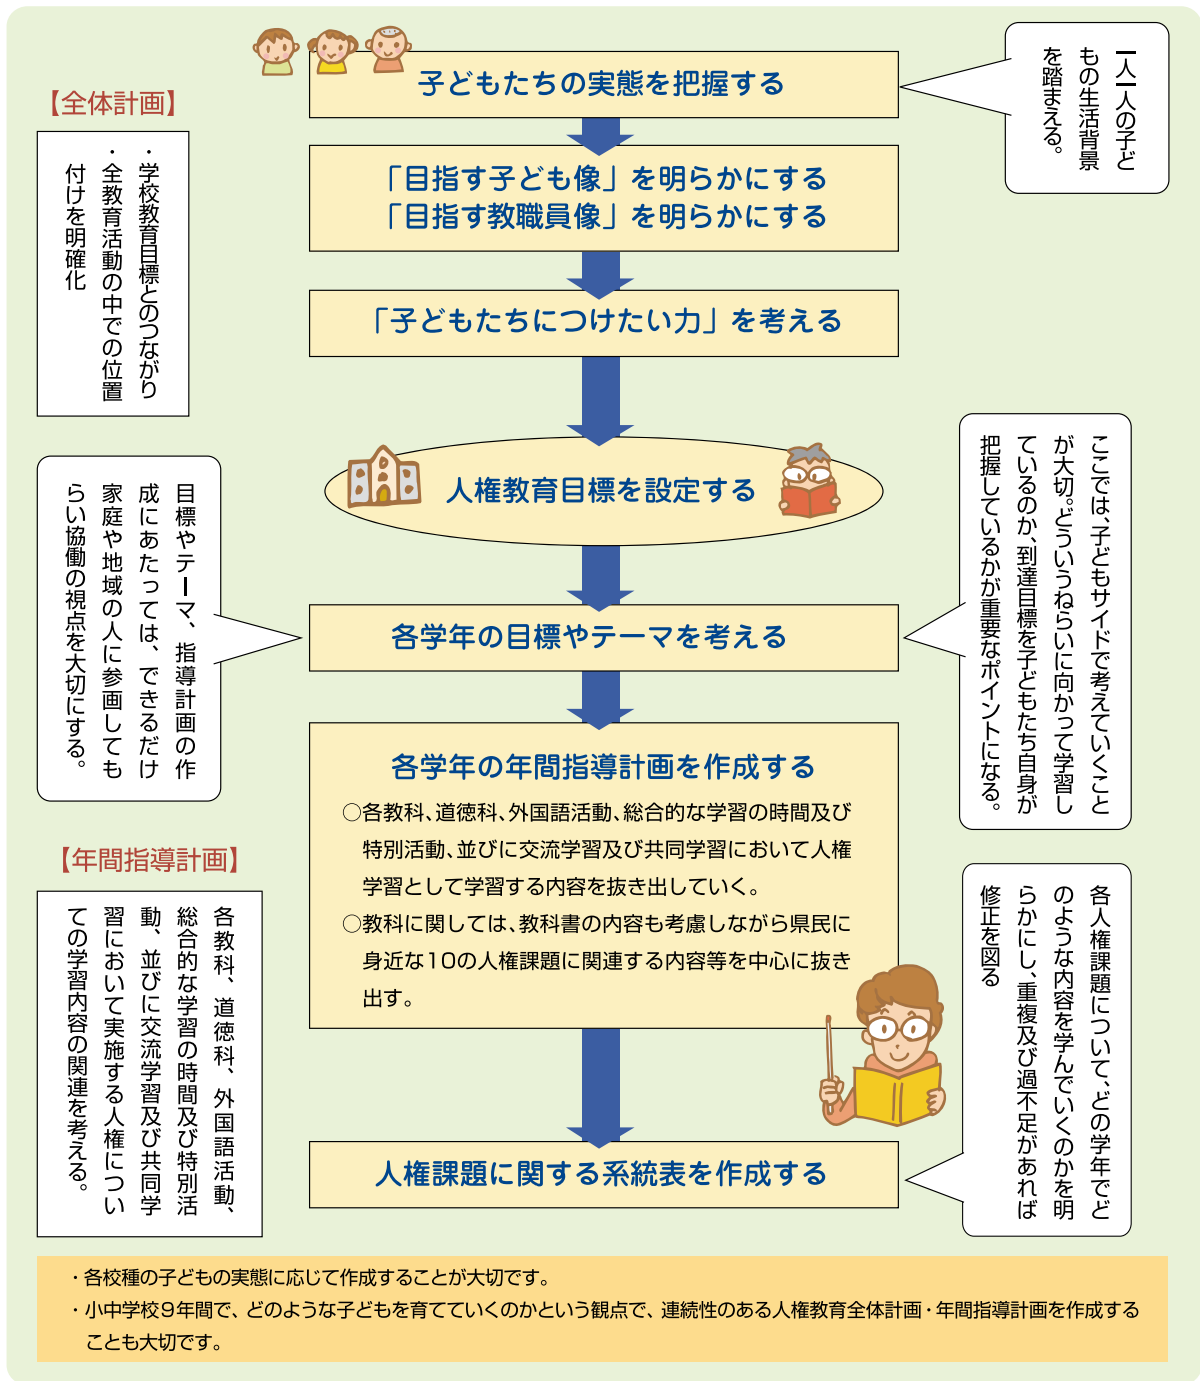 子どもたちの実態を把握する
一人一人の子ど
もの生活背景
を踏まえる。
【全体計画】
・学校教育目標とのつながり
・全教育活動の中での位置
付けを明確化
「目指す子ども像」を明らかにする
「目指す教職員像」を明らかにする
「子どもたちにつけたい力」を考える
人権教育目標を設定する
ここでは、子どもサイドで考えていくこと
が大切。どういうねらいに向かって学習し
ているのか、到達目標を子どもたち自身が
把握しているかが重要なポイントになる。
目標やテーマ、指導計画の作
成にあたっては、できるだけ
家庭や地域の人に参画しても
らい協働の視点を大切にする。
各学年の目標やテーマを考える
各学年の年間指導計画を作成する
○各教科、道徳科、外国語活動、総合的な学習の時間及び
特別活動、並びに交流学習及び共同学習において人権
学習として学習する内容を抜き出していく。
○教科に関しては、教科書の内容も考慮しながら県民に
身近な10の人権課題に関連する内容等を中心に抜き
出す。
【年間指導計画】
各教科、道徳科、外国語活動、
総合的な学習の時間及び特別活
動、並びに交流学習及び共同学
習において実施する人権につい
ての学習内容の関連を考える。
各人権課題について、どの学年でど
のような内容を学んでいくのかを明
らかにし、重複及び過不足があれば
修正を図る
人権課題に関する系統表を作成する
・各校種の子どもの実態に応じて作成することが大切です。
・小中学校９年間で、どのような子どもを育てていくのかという観点で、連続性のある人権教育全体計画・年間指導計画を作成する
ことも大切です。